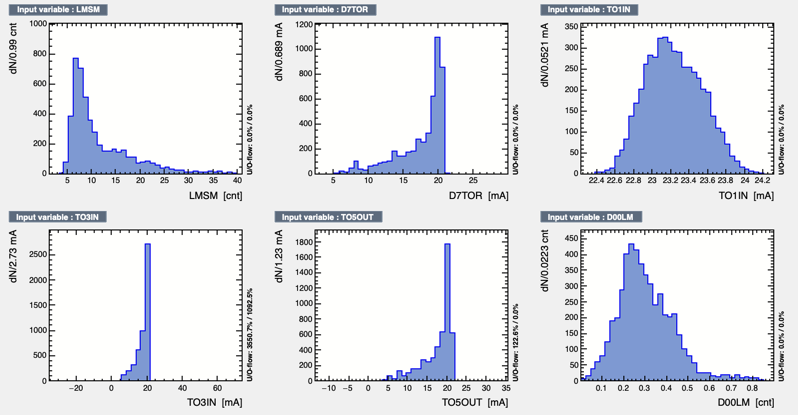 Input variable : LMSM
dN/0.99 cnt
1000
800
600
400
200
0
5 10 15 20 25 30 35 40
LMSM [cnt]
U/O-flow: 0.0% / 0.0%
Input variable : D7TOR
dN/0.689 mA
1200
1000
800
600
400
200
0
5 10 15 20 25
D7TOR [mA]
U/O-flow: 0.0% / 0.0%
Input variable : TO1IN
dN/0.0521 mA
350
300
250
200
150
100
50
0
22.4 22.6 22.8 23 23.2 23.4 23.6 23.8 24 24.2
TO1IN [mA]
U/O-flow: 0.0% / 0.0%
Input variable : TO3IN
dN/2.73 mA
2500
2000
1500
1000
500
0
−20 0 20 40 60
TO3IN [mA]
U/O-flow: 3550.7% / 1092.5%
Input variable : TO5OUT
dN/1.23 mA
1800
1600
1400
1200
1000
800
600
400
200
0
−10 −5 0 5 10 15 20 25 30 35
TO5OUT [mA]
U/O-flow: 122.6% / 0.0%
Input variable : D00LM
dN/0.0223 cnt
450
400
350
300
250
200
150
100
50
0
0.1 0.2 0.3 0.4 0.5 0.6 0.7 0.8
D00LM [cnt]
U/O-flow: 0.0% / 0.0%